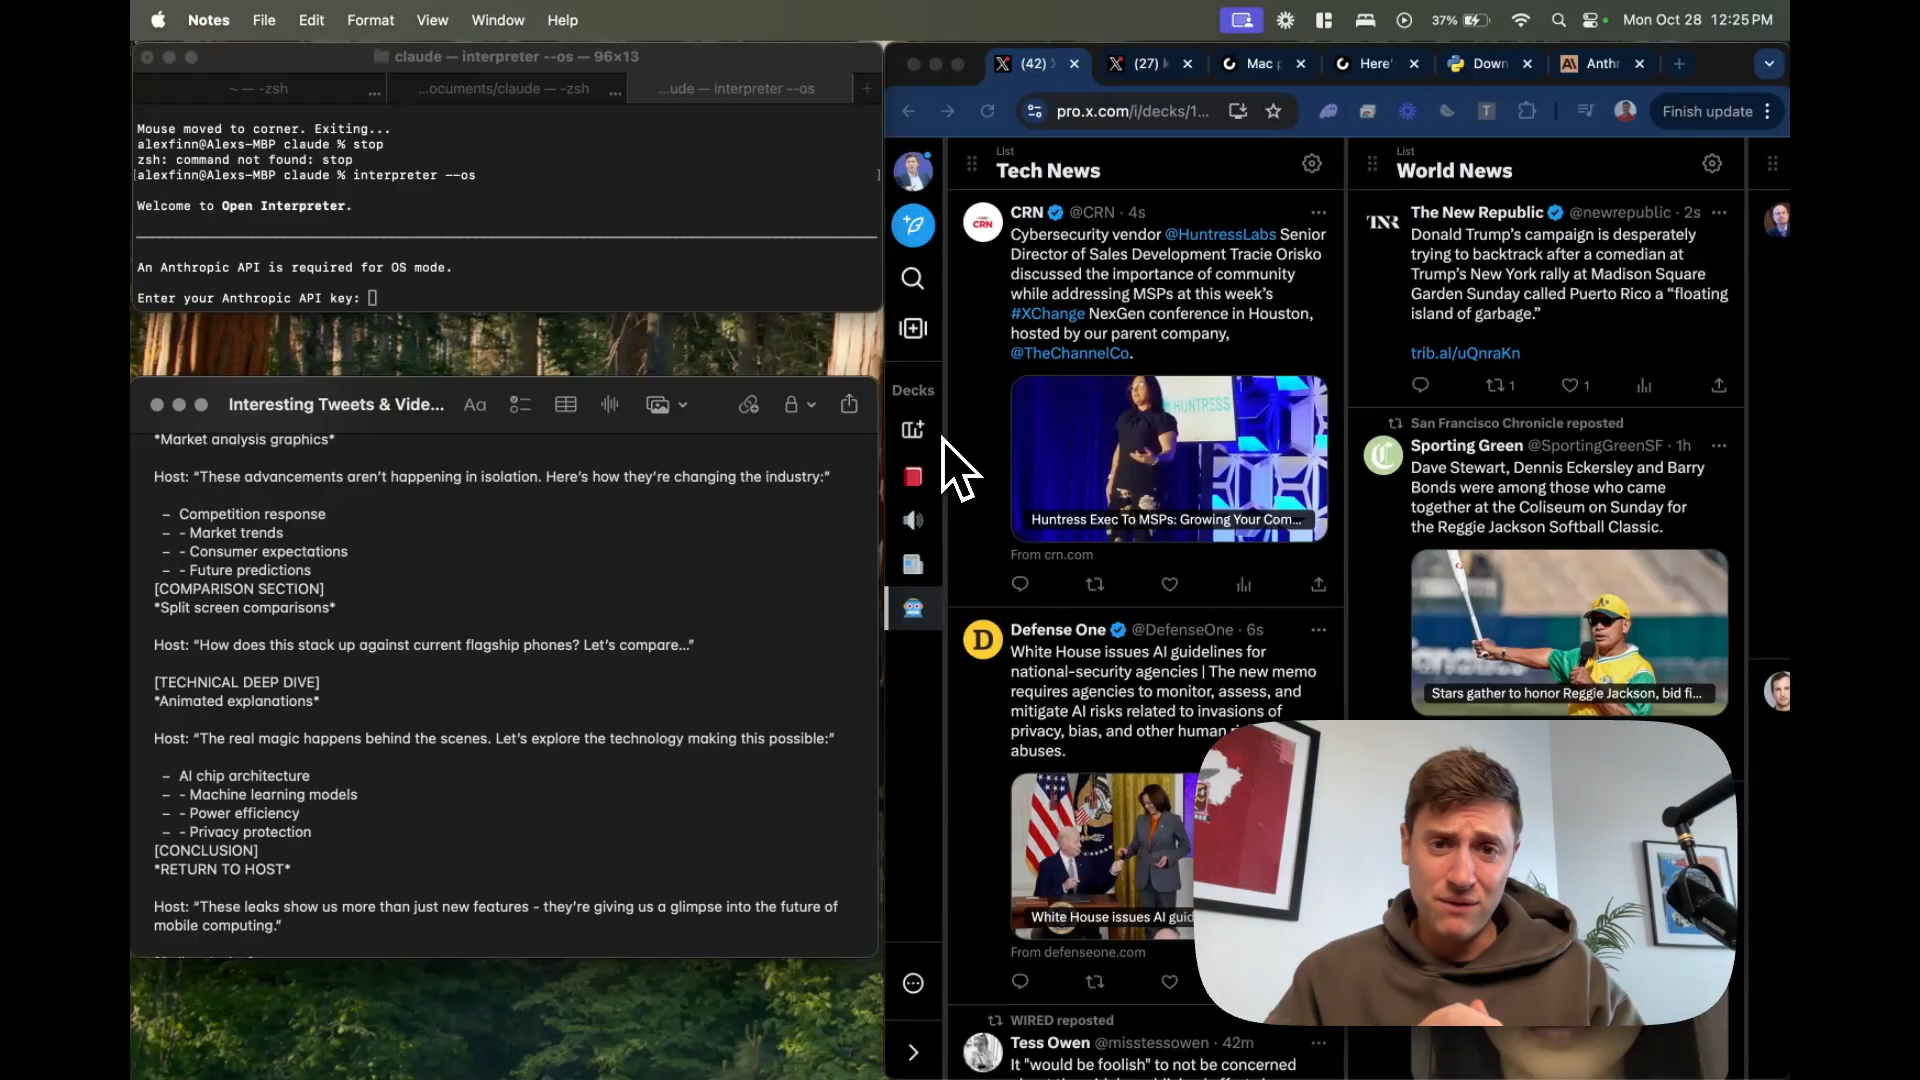 Notes File Edit Format View Window Help
37% Mon Oct 28 12:25 PM
claude — interpreter --os — 96×13
~ — -zsh ...
...ocuments/claude — -zsh ...
...ude — interpreter --os
Mouse moved to corner. Exiting...
alexfinn@Alexs-MBP claude % stop
zsh: command not found: stop
[alexfinn@Alexs-MBP claude % interpreter --os ]
Welcome to Open Interpreter.
An Anthropic API is required for OS mode.
Enter your Anthropic API key:
Interesting Tweets & Vide... Aa
*Market analysis graphics*
Host: “These advancements aren’t happening in isolation. Here’s how they’re changing the industry:”
– Competition response
– - Market trends
– - Consumer expectations
– - Future predictions
[COMPARISON SECTION]
*Split screen comparisons*
Host: “How does this stack up against current flagship phones? Let’s compare…”
[TECHNICAL DEEP DIVE]
*Animated explanations*
Host: “The real magic happens behind the scenes. Let’s explore the technology making this possible:”
– AI chip architecture
– - Machine learning models
– - Power efficiency
– - Privacy protection
[CONCLUSION]
*RETURN TO HOST*
Host: “These leaks show us more than just new features - they’re giving us a glimpse into the future of
mobile computing.”
(42)
(27)
Mac p
Here'
Down
Anthr
pro.x.com/i/decks/1...
T
Finish update
Decks
List
Tech News
CRN
CRN @CRN · 4s
Cybersecurity vendor @HuntressLabs Senior
Director of Sales Development Tracie Orisko
discussed the importance of community
while addressing MSPs at this week’s
#XChange NexGen conference in Houston,
hosted by our parent company,
@TheChannelCo.
HUNTRESS
Huntress Exec To MSPs: Growing Your Com...
From crn.com
D
Defense One @DefenseOne · 6s
White House issues AI guidelines for
national-security agencies | The new memo
requires agencies to monitor, assess, and
mitigate AI risks related to invasions of
privacy, bias, and other human
abuses.
White House issues AI guid
From defenseone.com
WIRED reposted
Tess Owen @misstessowen · 42m
It "would be foolish" to not be concerned
List
World News
TNR
The New Republic @newrepublic · 2s
Donald Trump’s campaign is desperately
trying to backtrack after a comedian at
Trump’s New York rally at Madison Square
Garden Sunday called Puerto Rico a “floating
island of garbage.”
trib.al/uQnraKn
1 1
San Francisco Chronicle reposted
C
Sporting Green @SportingGreenSF · 1h
Dave Stewart, Dennis Eckersley and Barry
Bonds were among those who came
together at the Coliseum on Sunday for
the Reggie Jackson Softball Classic.
Stars gather to honor Reggie Jackson, bid fi...